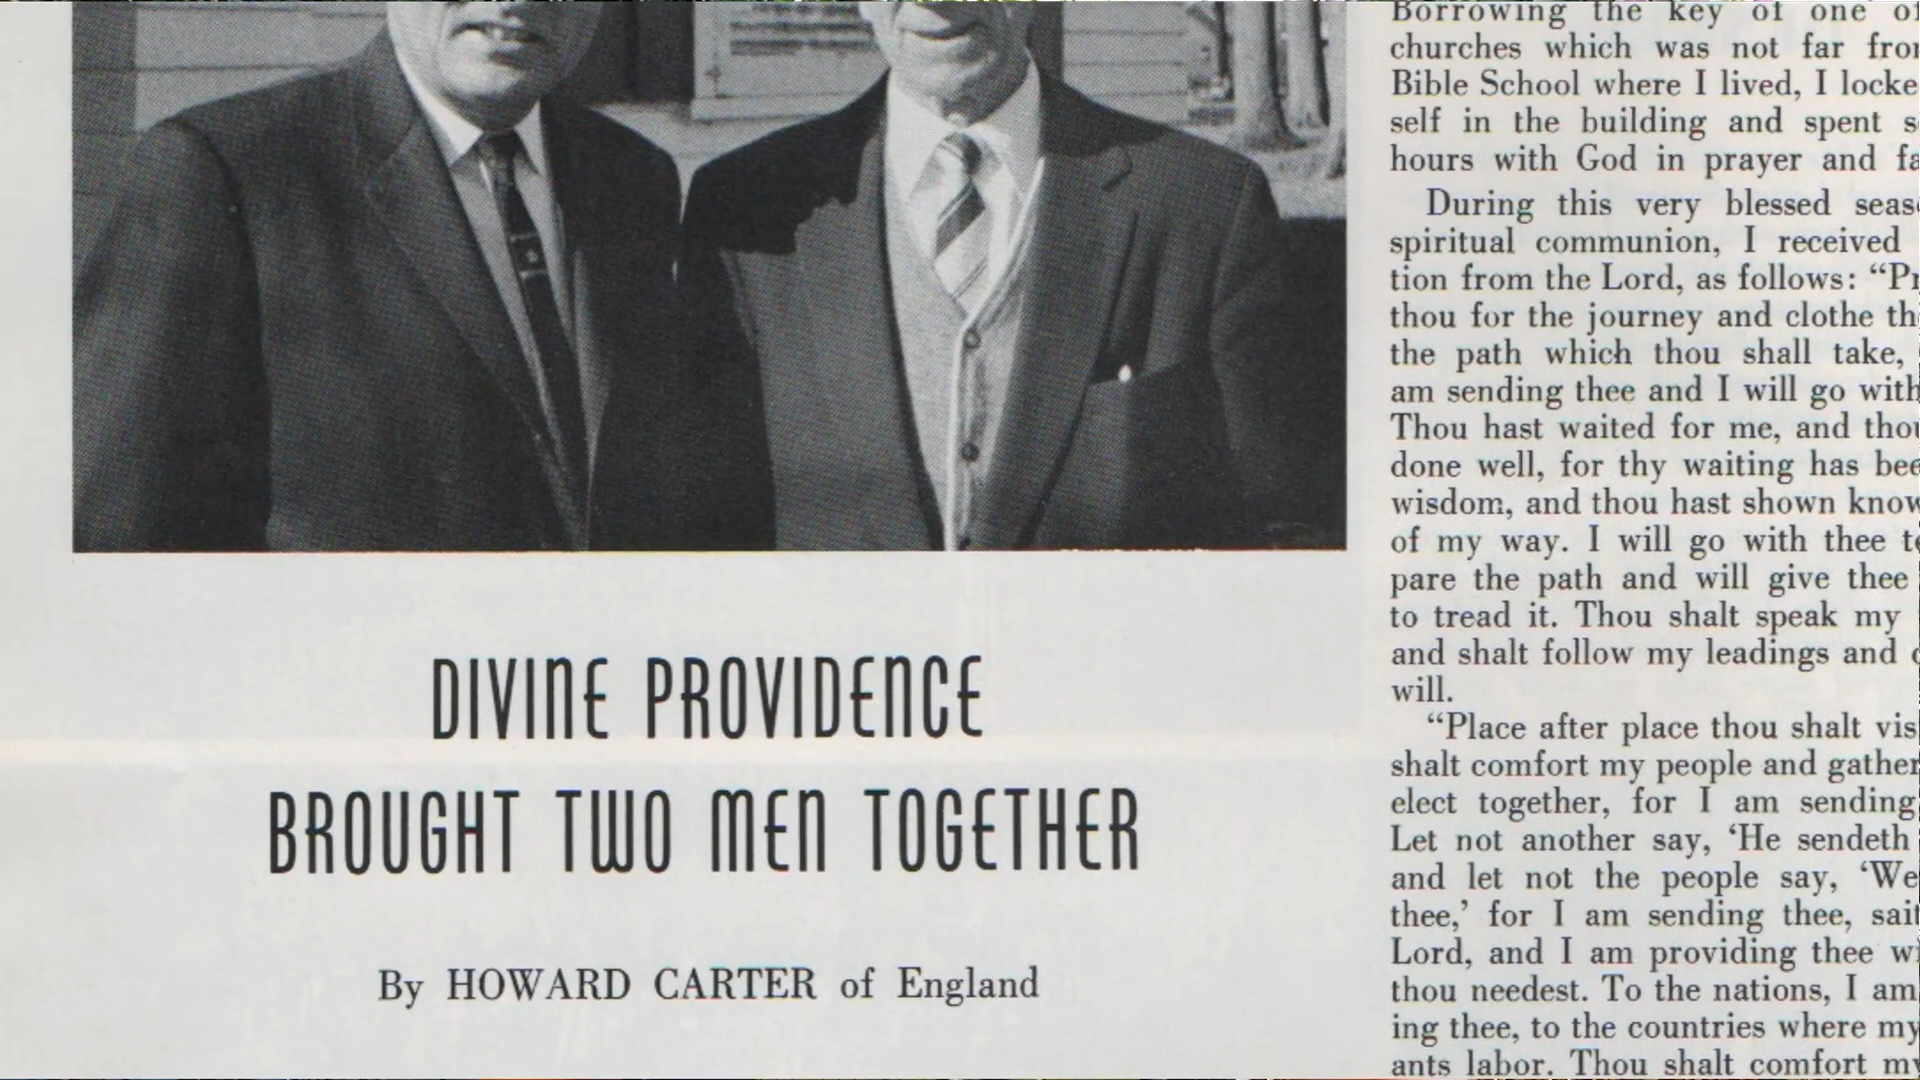 DIVINE PROVIDENCE
BROUGHT TWO MEN TOGETHER
By HOWARD CARTER of England
Borrowing the key of one of
churches which was not far
Bible School where I lived, I
self in the building and spent
hours with God in prayer and
During this very blessed
spiritual communion, I received
tion from the Lord, as follows:
thou for the journey and clothe
the path which thou shall take,
am sending thee and I will go with
Thou hast waited for me, and
done well, for thy waiting has
wisdom, and thou hast shown
of my way. I will go with thee
pare the path and will give thee
to tread it. Thou shalt speak my
and shalt follow my leadings and
will.
“Place after place thou shalt
shalt comfort my people and
elect together, for I am sending
Let not another say, ‘He sendeth
and let not the people say, ‘We
thee,’ for I am sending thee,
Lord, and I am providing thee
thou needest. To the nations, I am
ing thee, to the countries where my
ants labor. Thou shalt comfort my